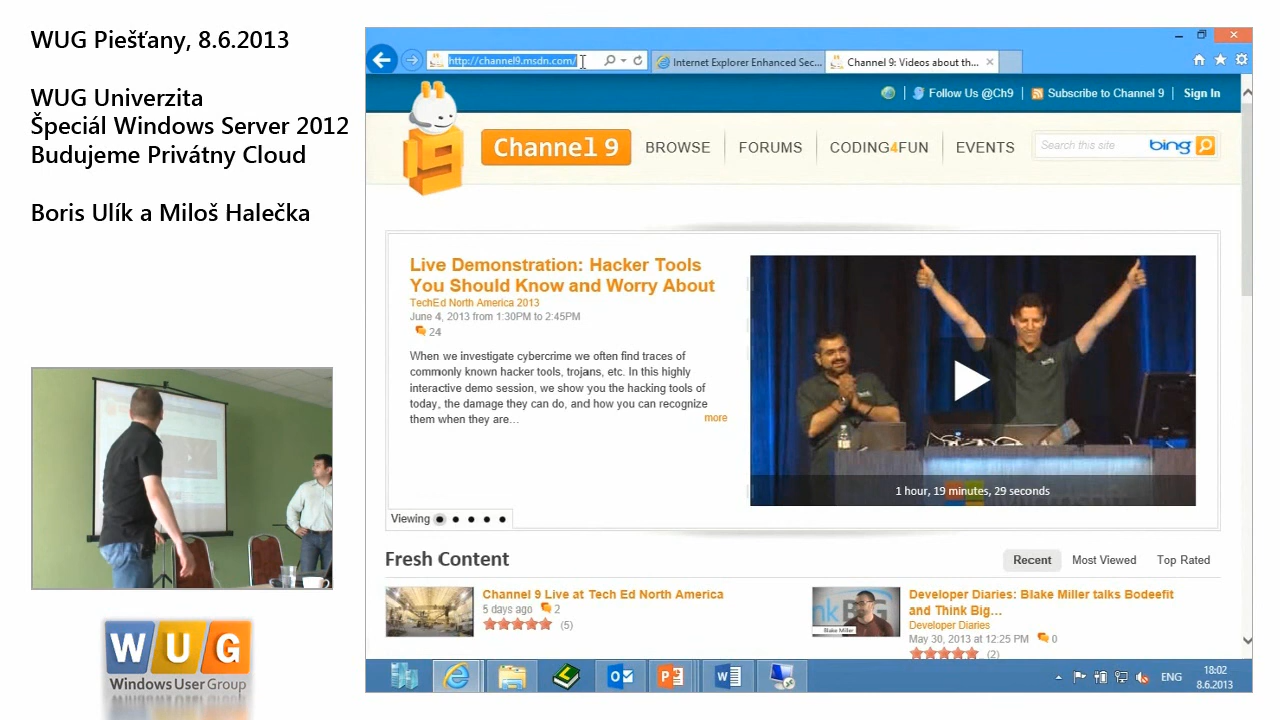 WUG Piešťany, 8.6.2013
WUG Univerzita
Špeciál Windows Server 2012
Budujeme Privátny Cloud
Boris Ulík a Miloš Halečka
WUG
Windows User Group
http://channel9.msdn.com/
Internet Explorer Enhanced Sec...
Channel 9: Videos about th...
Follow Us @Ch9
Subscribe to Channel 9
Sign In
9
Channel 9
BROWSE
FORUMS
CODING4FUN
EVENTS
Search this site
bing
Live Demonstration: Hacker Tools
You Should Know and Worry About
TechEd North America 2013
June 4, 2013 from 1:30PM to 2:45PM
24
When we investigate cybercrime we often find traces of
commonly known hacker tools, trojans, etc. In this highly
interactive demo session, we show you the hacking tools of
today, the damage they can do, and how you can recognize
them when they are…
more
1 hour, 19 minutes, 29 seconds
Viewing
Fresh Content
Recent
Most Viewed
Top Rated
Channel 9 Live at Tech Ed North America
5 days ago 2
(5)
Blake Miller
Developer Diaries: Blake Miller talks Bodeefit
and Think Big…
Developer Diaries
May 30, 2013 at 12:25 PM 0
(2)
ENG
18:02
8.6.2013